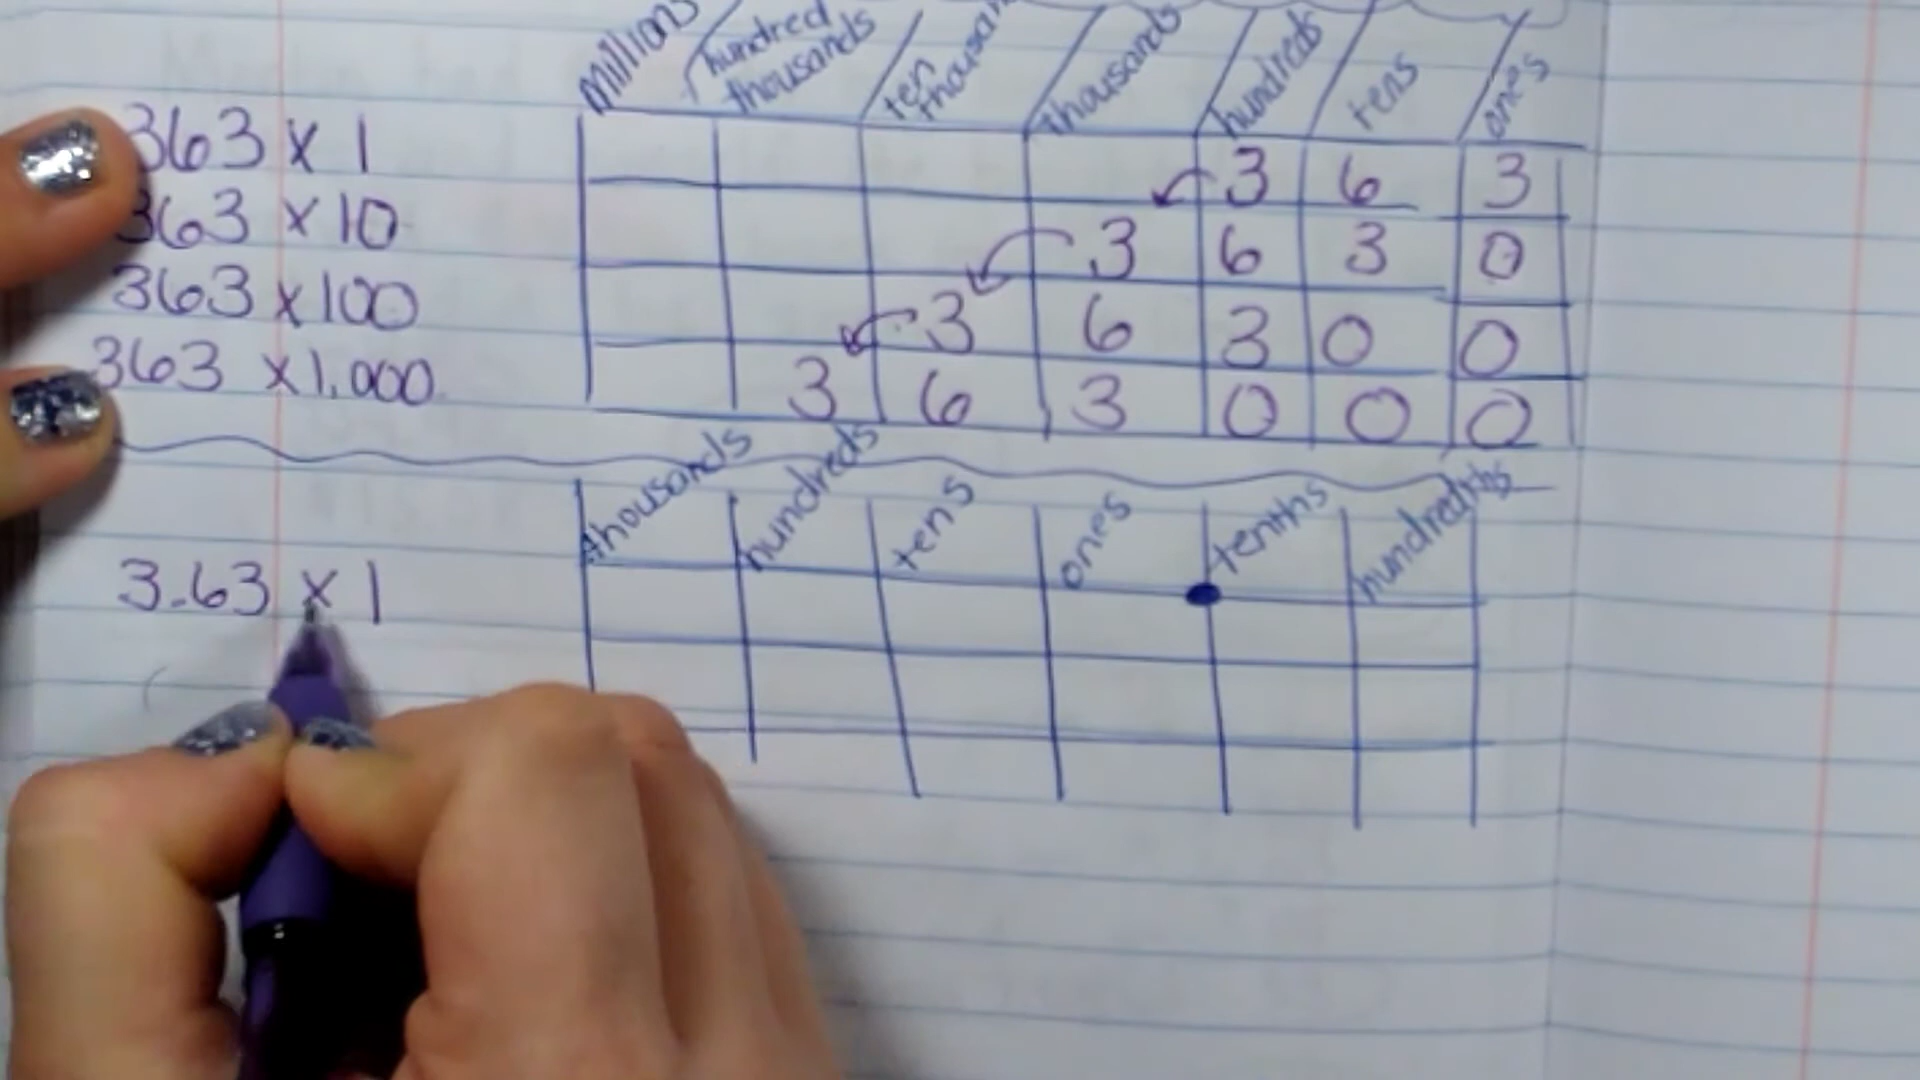 millions hundred thousands ten thousan thousands hundreds tens ones
363 x 1 3 6 3
363 x 10 3 6 3 0
363 x 100 3 6 3 0 0
363 x 1,000 3 6 3 0 0 0
thousands hundreds tens ones tenths hundredths
3.63 x 1